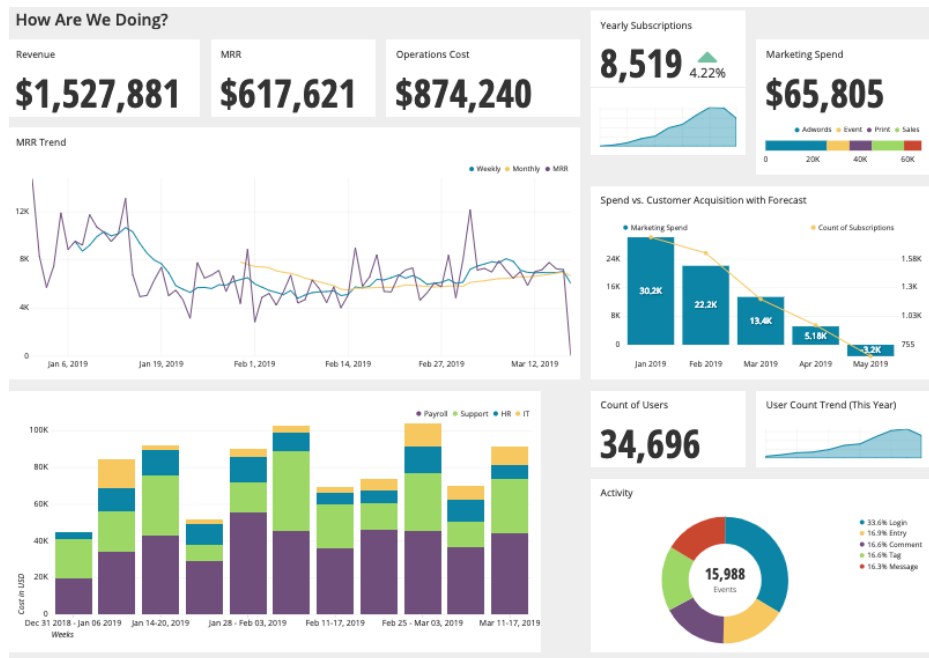 How Are We Doing?
Revenue
$1,527,881
MRR
$617,621
Operations Cost
$874,240
Yearly Subscriptions
8,519
4.22%
Marketing Spend
$65,805
Adwords Event Print Sales
0 20K 40K 60K
MRR Trend
Weekly Monthly MRR
12K
8K
4K
0
Jan 6, 2019 Jan 19, 2019 Feb 1, 2019 Feb 14, 2019 Feb 27, 2019 Mar 12, 2019
Spend vs. Customer Acquisition with Forecast
Marketing Spend Count of Subscriptions
24K 1.58K
16K 1.3K
8K 1.03K
0 755
30.2K
22.2K
13.4K
5.18K
-3.2K
Jan 2019 Feb 2019 Mar 2019 Apr 2019 May 2019
Payroll Support HR IT
100K
80K
60K
40K
20K
0
Cost in USD
Dec 31 2018 - Jan 06 2019 Jan 14-20, 2019 Jan 28 - Feb 03, 2019 Feb 11-17, 2019 Feb 25 - Mar 03, 2019 Mar 11-17, 2019
Weeks
Count of Users
34,696
User Count Trend (This Year)
Activity
15,988
Events
33.6% Login
16.9% Entry
16.6% Comment
16.6% Tag
16.3% Message